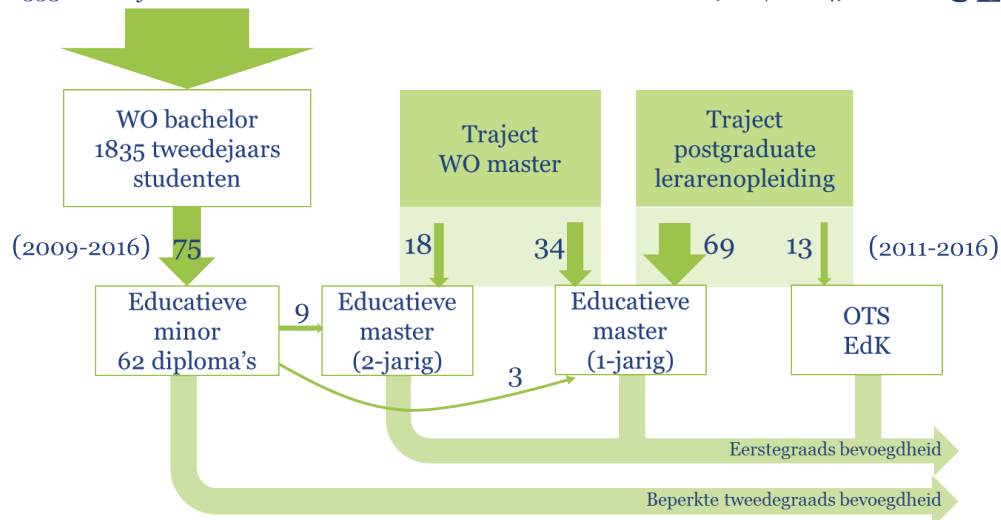 WO bachelor
1835 tweedejaars
studenten
Traject
WO master
Traject
postgraduate
lerarenopleiding
(2009-2016)
75
18
34
69
13
(2011-2016)
Educatieve
minor
62 diploma's
9
Educatieve
master
(2-jarig)
3
Educatieve
master
(1-jarig)
OTS
EdK
Eerstegraads bevoegdheid
Beperkte tweedegraads bevoegdheid